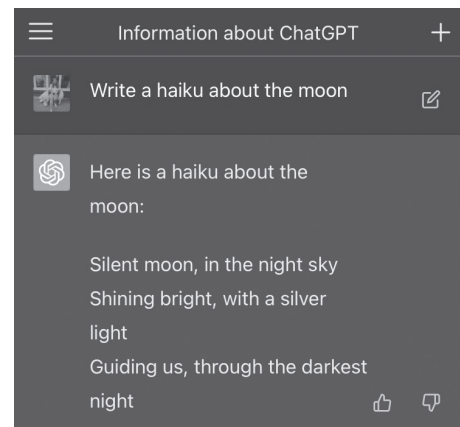 Information about ChatGPT
Write a haiku about the moon
Here is a haiku about the
moon:
Silent moon, in the night sky
Shining bright, with a silver
light
Guiding us, through the darkest
night